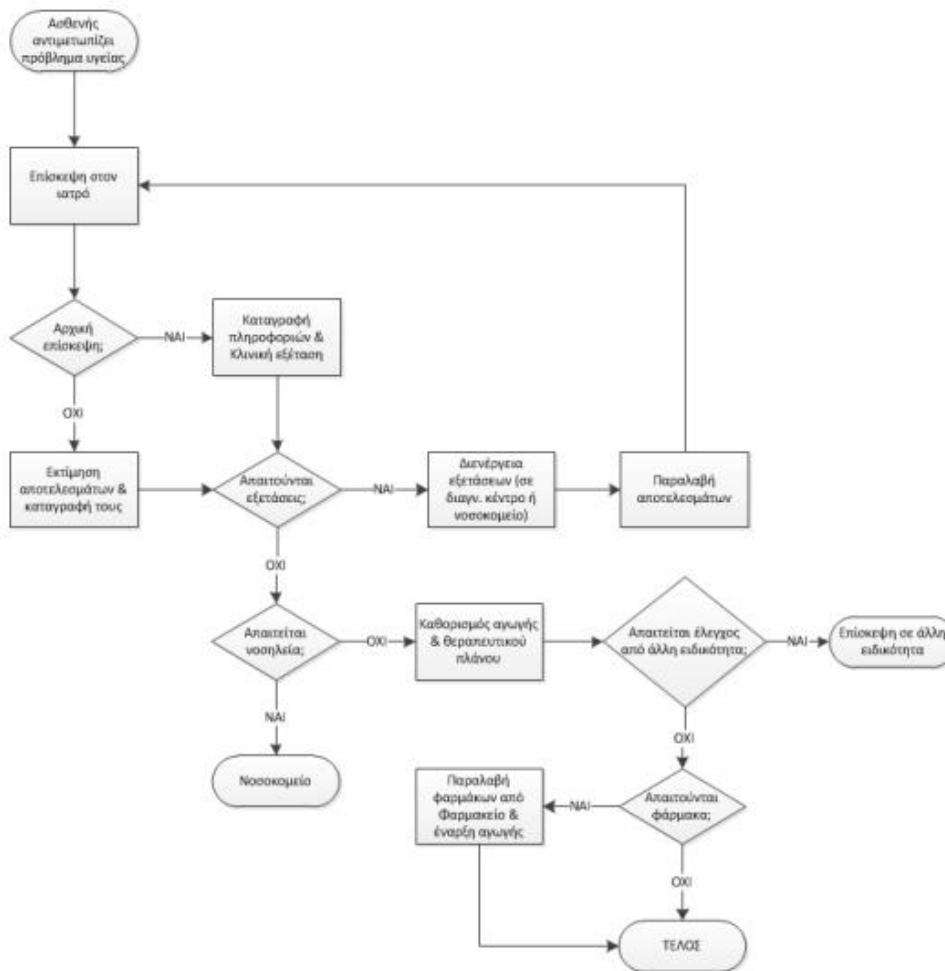 Ασθενής
αντιμετωπίζει
πρόβλημα υγείας
Επίσκεψη στον
ιατρό
Αρχική
επίσκεψη;
ΝΑΙ
Καταγραφή
πληροφοριών &
Κλινική εξέταση
ΟΧΙ
Εκτίμηση
αποτελεσμάτων &
καταγραφή τους
Απαιτούνται
εξετάσεις;
ΝΑΙ
Διενέργεια
εξετάσεων (σε
διαγν. κέντρο ή
νοσοκομείο)
Παραλαβή
αποτελεσμάτων
ΟΧΙ
Απαιτείται
νοσηλεία;
ΟΧΙ
Καθορισμός αγωγής
& θεραπευτικού
πλάνου
Απαιτείται έλεγχος
από άλλη ειδικότητα;
ΝΑΙ
Επίσκεψη σε άλλη
ειδικότητα
ΝΑΙ
Νοσοκομείο
ΟΧΙ
Απαιτούνται
φάρμακα;
ΝΑΙ
Παραλαβή
φαρμάκων από
Φαρμακείο &
έναρξη αγωγής
ΟΧΙ
ΤΕΛΟΣ